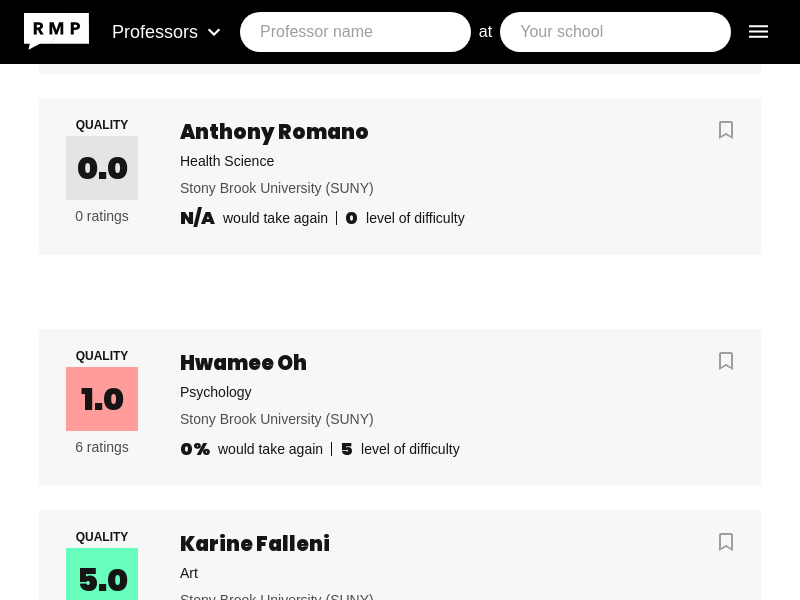 RMP Professors Professor name at Your school
QUALITY
0.0
0 ratings
Anthony Romano
Health Science
Stony Brook University (SUNY)
N/A would take again 0 level of difficulty
QUALITY
1.0
6 ratings
Hwamee Oh
Psychology
Stony Brook University (SUNY)
0% would take again 5 level of difficulty
QUALITY
5.0
Karine Falleni
Art
Stony Brook University (SUNY)